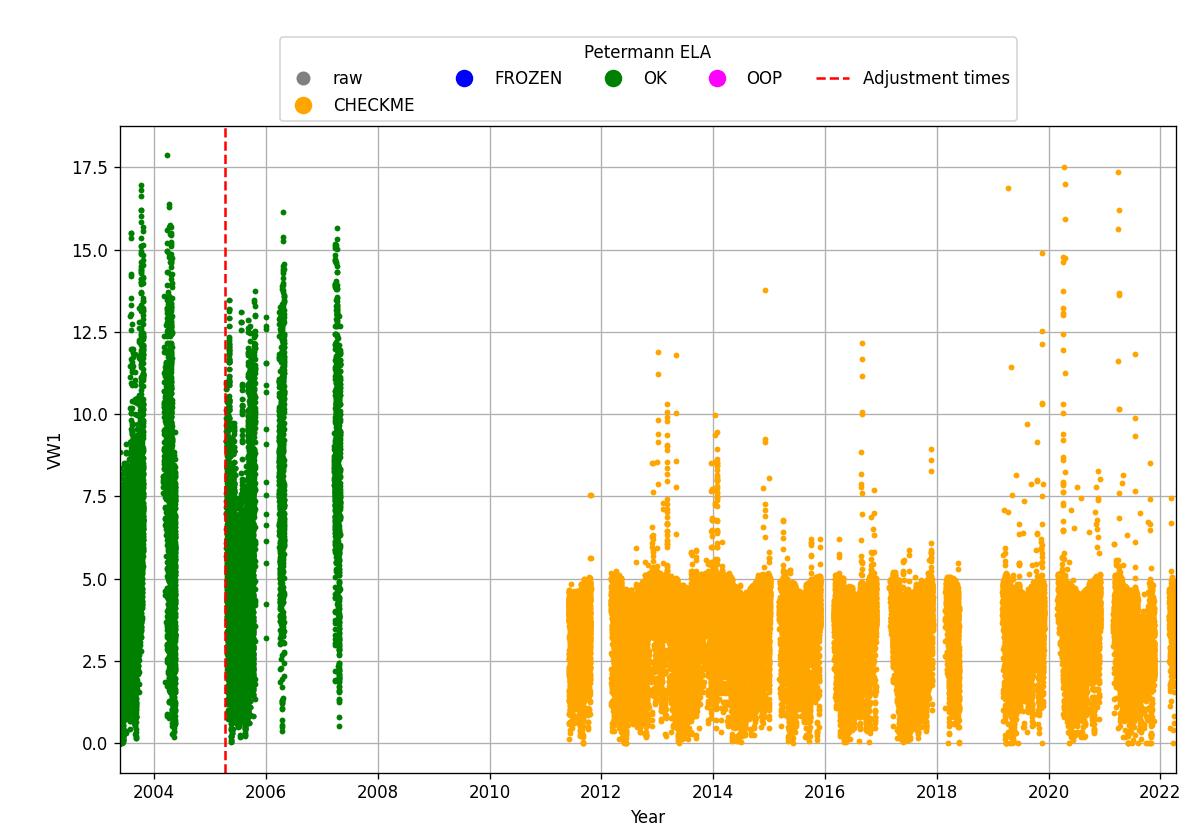 Petermann ELA
raw FROZEN OK OOP Adjustment times
CHECKME
17.5
15.0
12.5
10.0
7.5
5.0
2.5
0.0
VW1
2004 2006 2008 2010 2012 2014 2016 2018 2020 2022
Year